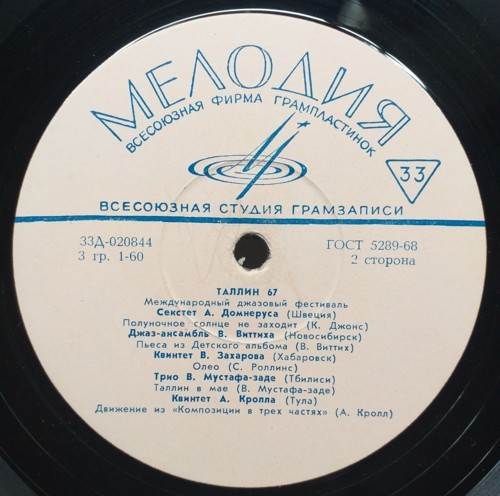 МЕЛОДИЯ
ВСЕСОЮЗНАЯ ФИРМА ГРАМПЛАСТИНОК
33
ВСЕСОЮЗНАЯ СТУДИЯ ГРАМЗАПИСИ
33Д-020844
ГОСТ 5289-68
3 гр. 1-60
2 сторона
ТАЛЛИН 67
Международный джазовый фестиваль
Секстет А. Домнеруса (Швеция)
Полуночное солнце не заходит (К. Джонс)
Джаз-ансамбль В. Виттиха (Новосибирск)
Пьеса из Детского альбома (В. Виттих)
Квинтет В. Захарова (Хабаровск)
Олео (С. Роллинс)
Трио В. Мустафа-заде (Тбилиси)
Таллин в мае (В. Мустафа-заде)
Квинтет А. Кролла (Тула)
Движение из «Композиции в трех частях» (А. Кролл)